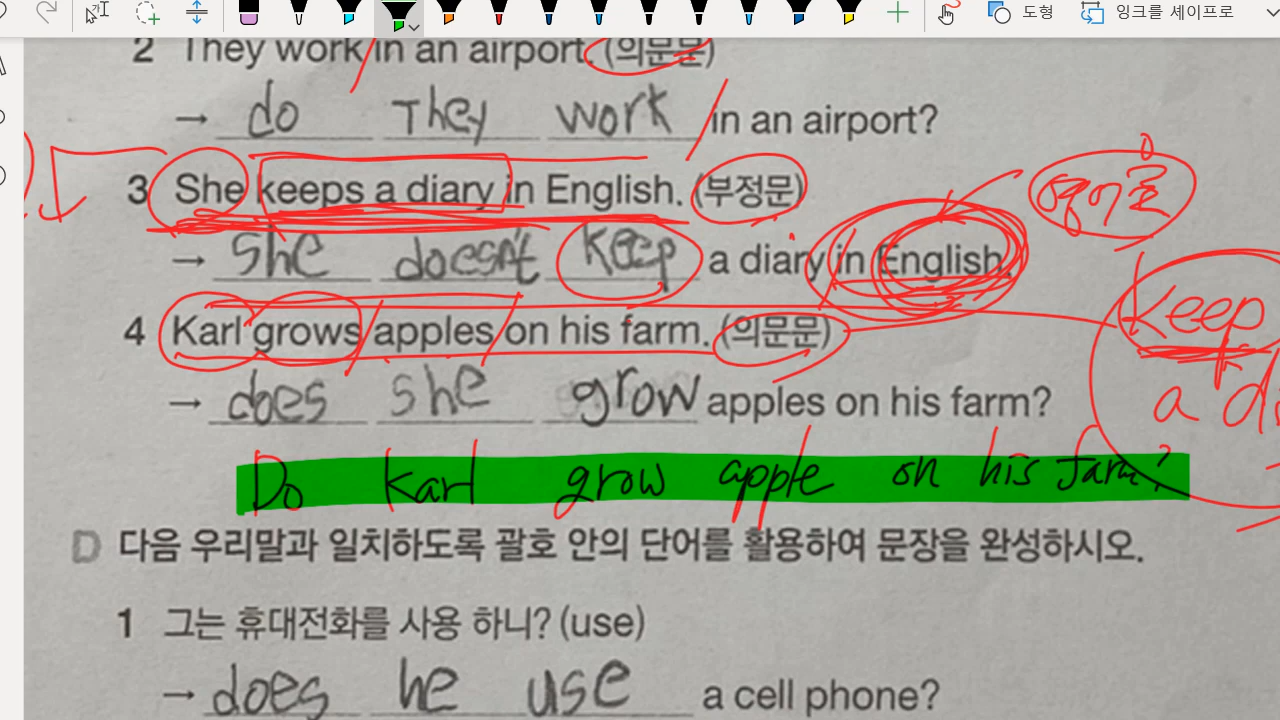 도형 잉크를 셰이프로
2 They work in an airport. (의문문)
→ do They work in an airport?
3 She keeps a diary in English. (부정문)
영어로
→ she doesn't keep a diary in English.
keep
a di
4 Karl grows apples on his farm. (의문문)
→ does she grow apples on his farm?
Do Karl grow apple on his farm?
D 다음 우리말과 일치하도록 괄호 안의 단어를 활용하여 문장을 완성하시오.
1 그는 휴대전화를 사용 하니? (use)
→ does he use a cell phone?